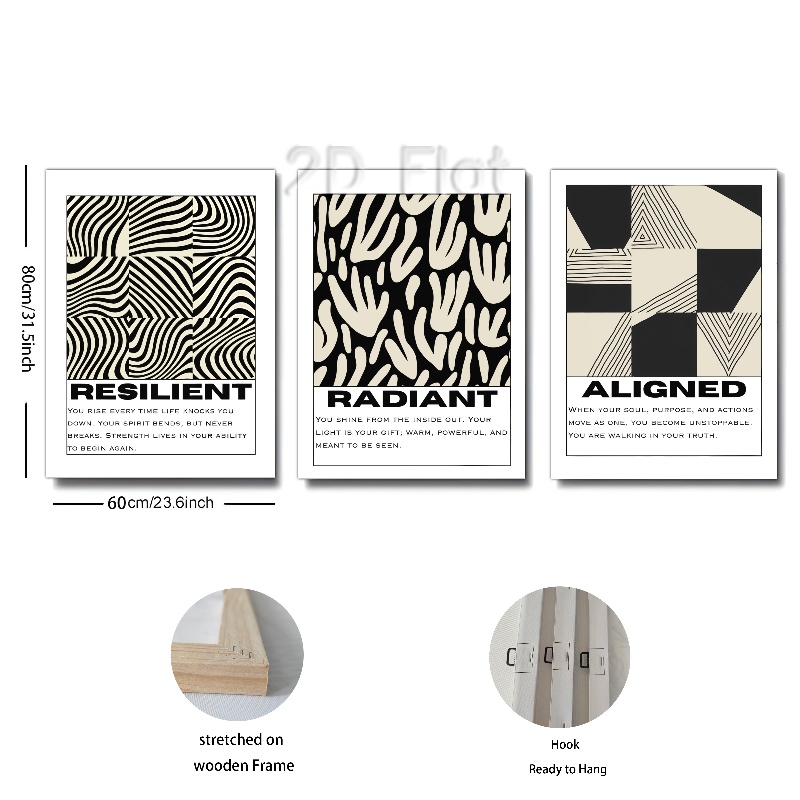 2D Flat
80cm/31.5inch
RESILIENT
YOU RISE EVERY TIME LIFE KNOCKS YOU
DOWN. YOUR SPIRIT BENDS, BUT NEVER
BREAKS. STRENGTH LIVES IN YOUR ABILITY
TO BEGIN AGAIN.
RADIANT
YOU SHINE FROM THE INSIDE OUT. YOUR
LIGHT IS YOUR GIFT; WARM, POWERFUL, AND
MEANT TO BE SEEN.
ALIGNED
WHEN YOUR SOUL, PURPOSE, AND ACTIONS
MOVE AS ONE, YOU BECOME UNSTOPPABLE.
YOU ARE WALKING IN YOUR TRUTH.
60cm/23.6inch
stretched on
wooden Frame
Hook
Ready to Hang